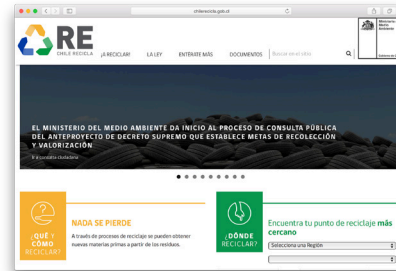 chilerecicla.gob.cl
RE
CHILE RECICLA
¡A RECICLAR!
LA LEY
ENTÉRATE MÁS
DOCUMENTOS
Buscar en el sitio
Ministerio
Medio
Ambiente
EL MINISTERIO DEL MEDIO AMBIENTE DA INICIO AL PROCESO DE CONSULTA PÚBLICA
DEL ANTEPROYECTO DE DECRETO SUPREMO QUE ESTABLECE METAS DE RECOLECCIÓN
Y VALORIZACIÓN
Ir a consulta ciudadana
¿QUÉ Y
CÓMO
RECICLAR?
NADA SE PIERDE
A través de procesos de reciclaje se pueden obtener
nuevas materias primas a partir de los residuos.
¿DÓNDE
RECICLAR?
Encuentra tu punto de reciclaje más
cercano
Selecciona una Región